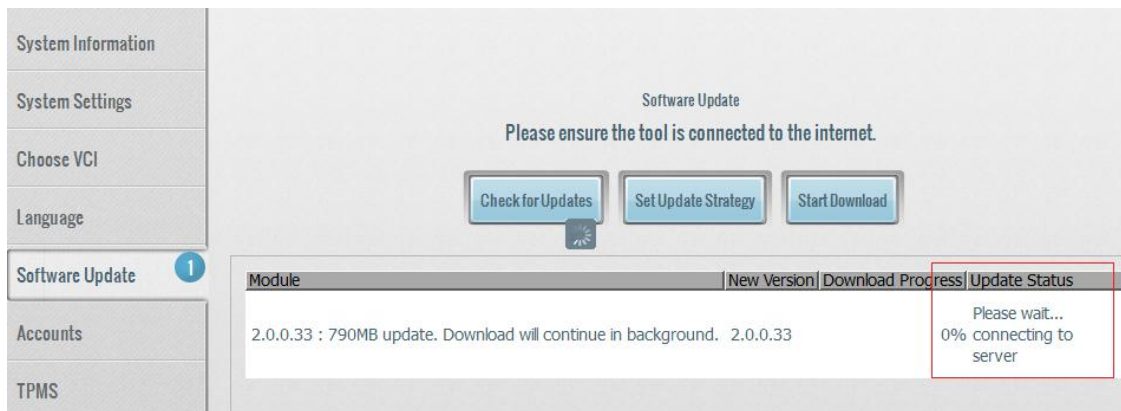 System Information
System Settings
Choose VCI
Language
Software Update 1
Accounts
TPMS
Software Update
Please ensure the tool is connected to the internet.
Check for Updates Set Update Strategy Start Download
Module New Version Download Progress Update Status
2.0.0.33 : 790MB update. Download will continue in background. 2.0.0.33 0% Please wait...
connecting to
server